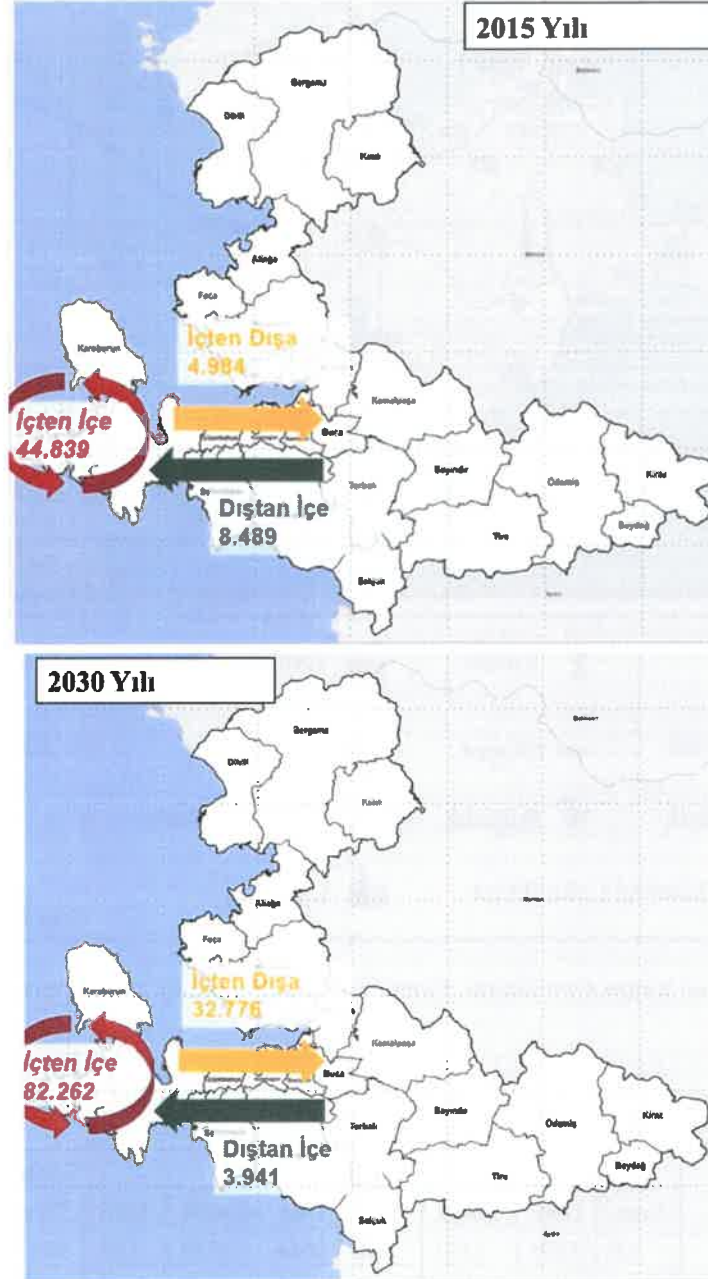 2015 Yılı
Bergama
Dikili
Kınık
Aliağa
Foça
Karaburun
İçten Dışa
4.984
Kemalpaşa
İçten İçe
44.839
Buca
Dıştan İçe
8.489
Torbalı
Bayındır
Ödemiş
Kiraz
Beydağ
Tire
Selçuk
2030 Yılı
Bergama
Dikili
Kınık
Aliağa
Foça
Karaburun
İçten Dışa
32.776
Kemalpaşa
İçten İçe
82.262
Buca
Dıştan İçe
3.941
Torbalı
Bayındır
Ödemiş
Kiraz
Beydağ
Tire
Selçuk